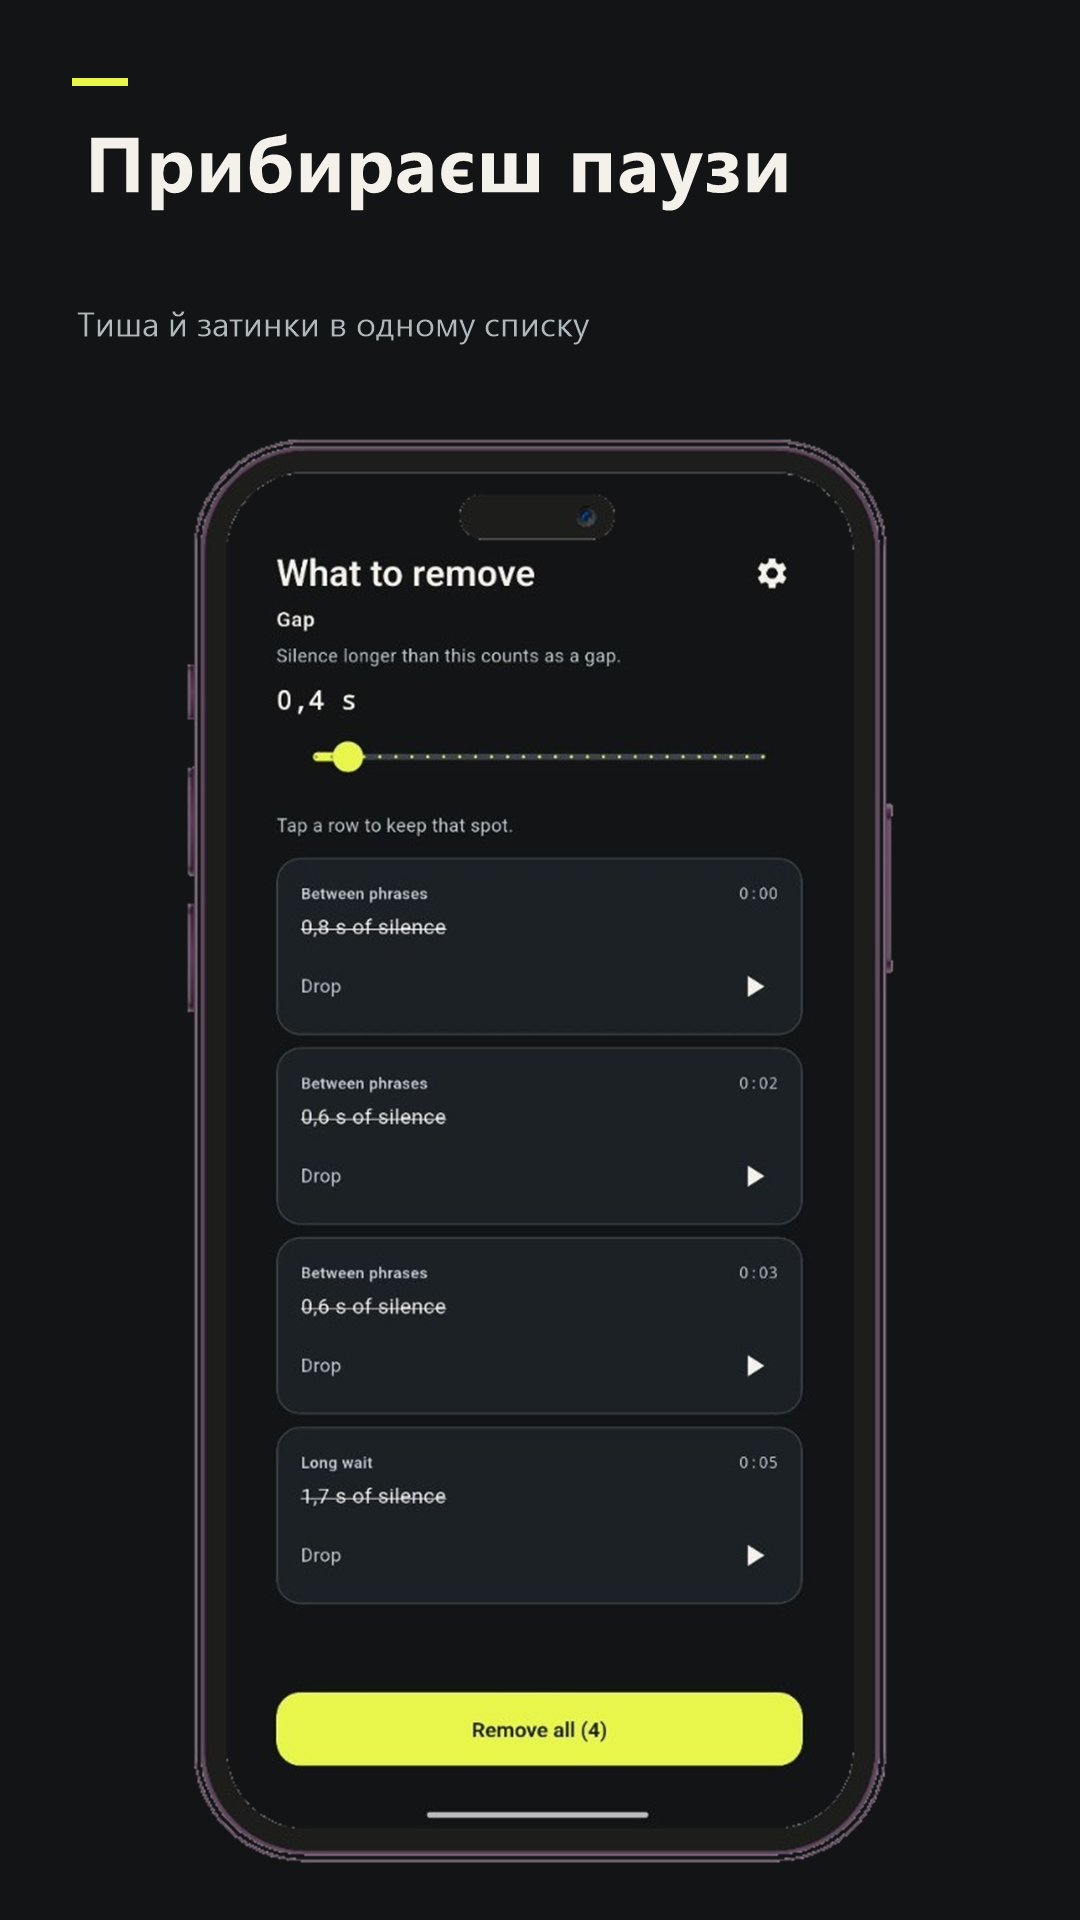 Прибираєш паузи
Тиша й затинки в одному списку
What to remove
Gap
Silence longer than this counts as a gap.
0,4 s
Tap a row to keep that spot.
Between phrases 0:00
0,8 s of silence
Drop
Between phrases 0:02
0,6 s of silence
Drop
Between phrases 0:03
0,6 s of silence
Drop
Long wait 0:05
1,7 s of silence
Drop
Remove all (4)